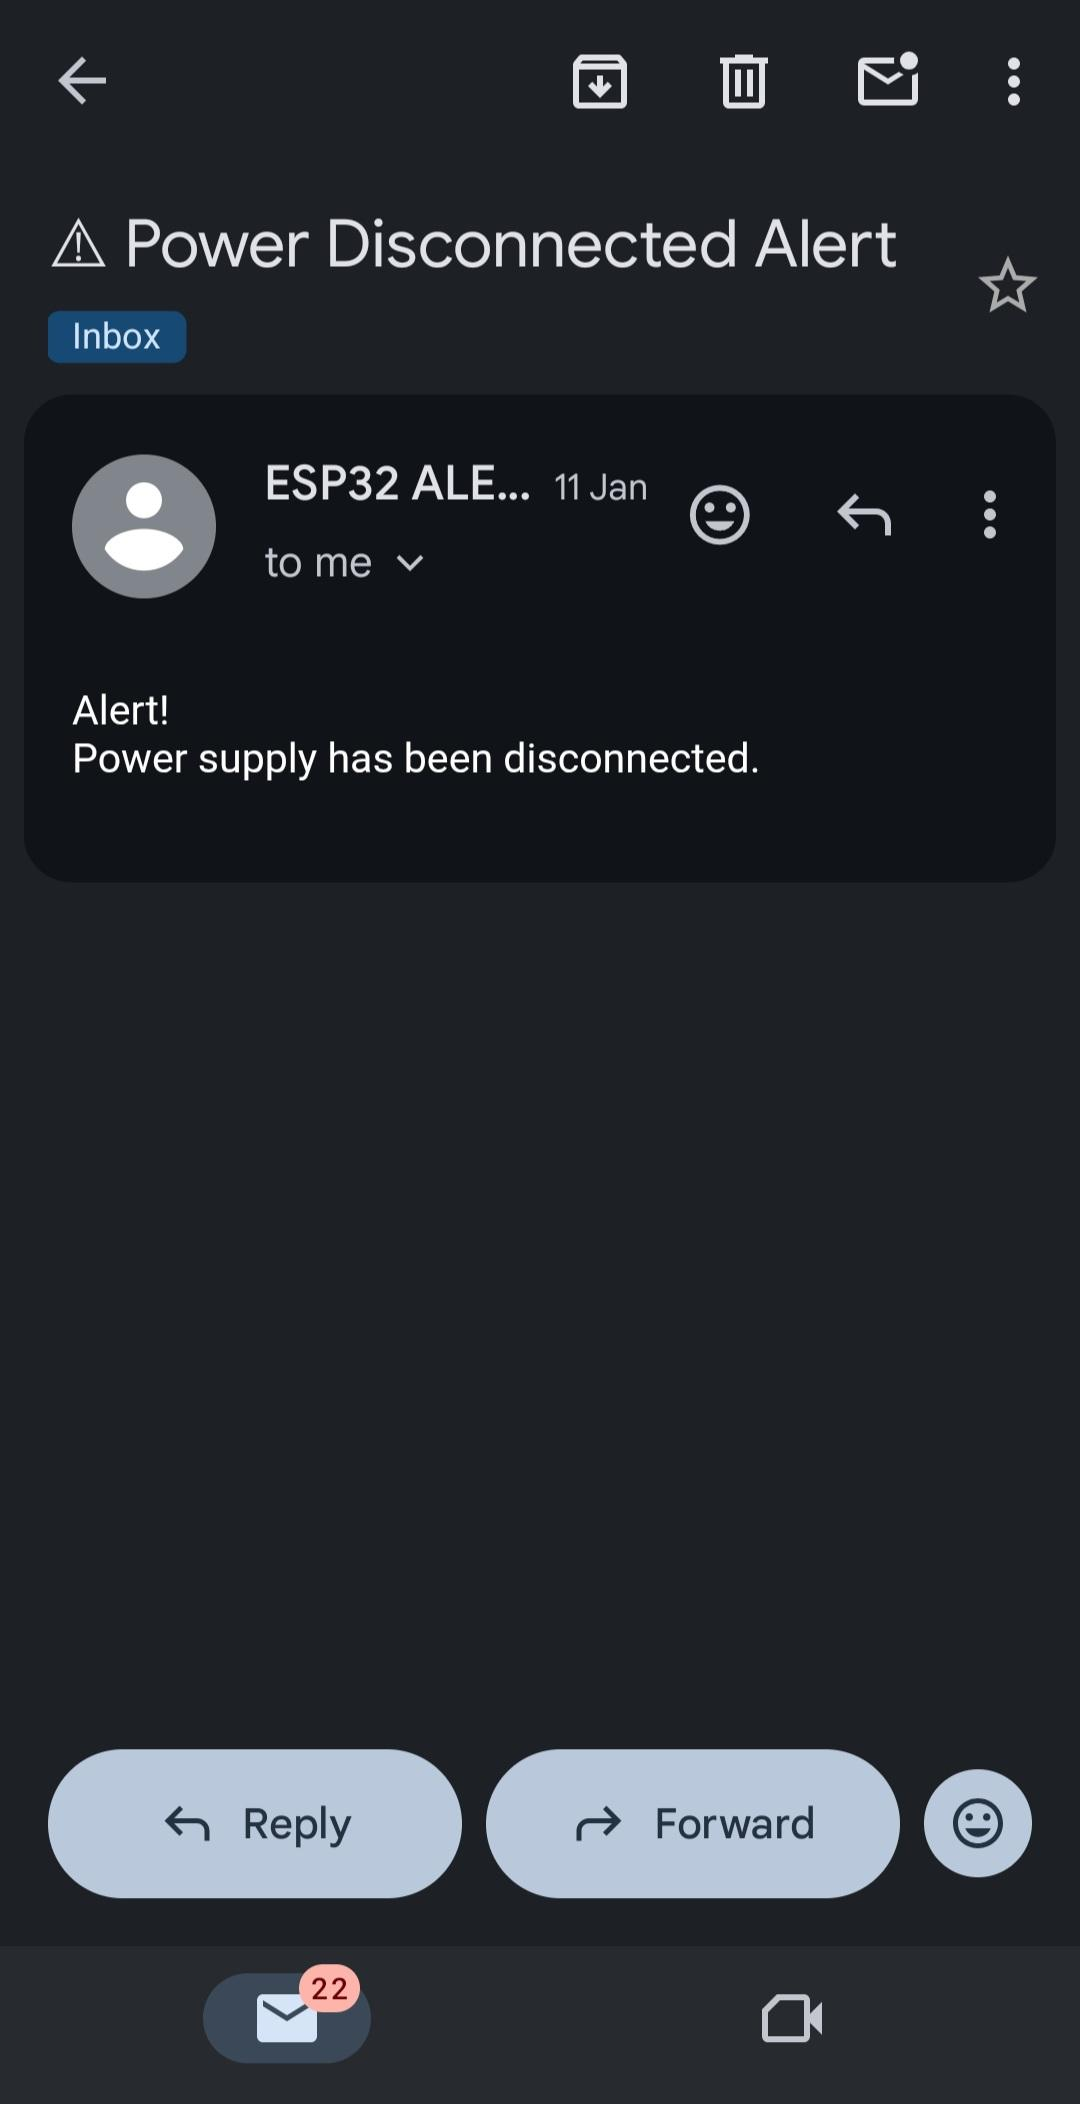 ⚠ Power Disconnected Alert
Inbox
ESP32 ALE... 11 Jan
to me
Alert!
Power supply has been disconnected.
Reply
Forward
22